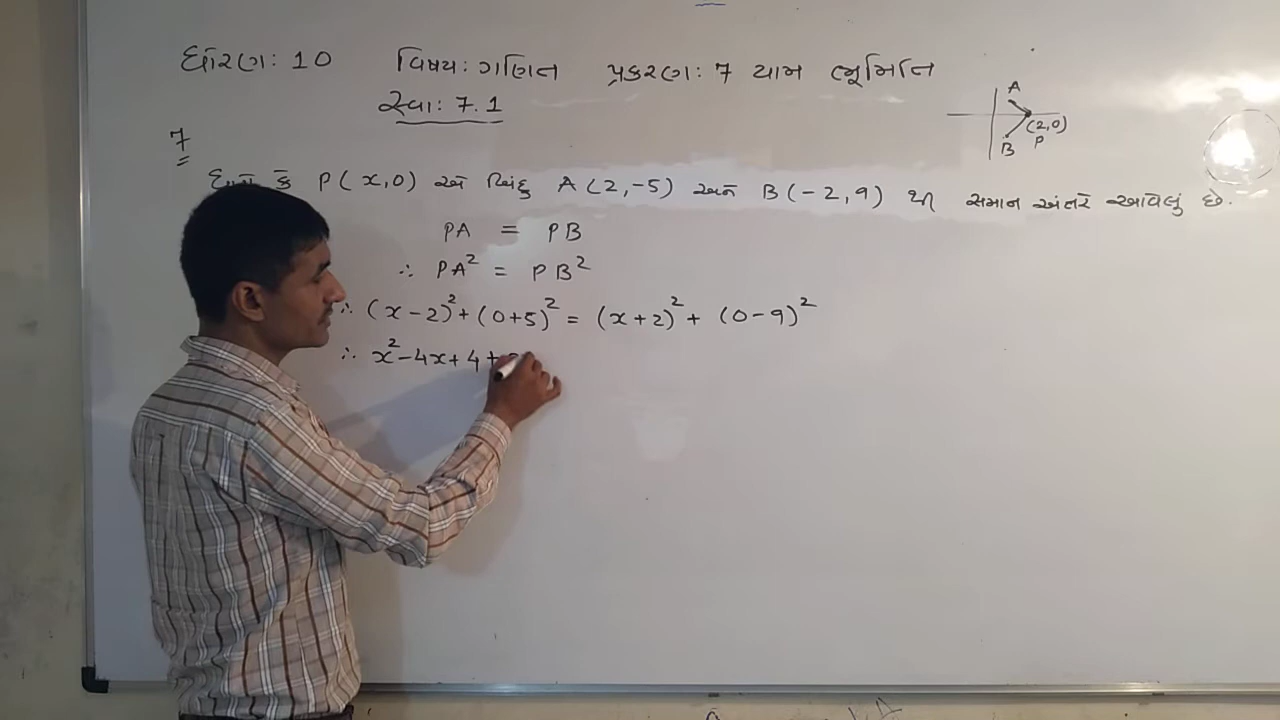 ધોરણ: 10 વિષય: ગણિત પ્રકરણ: 7 યામ ભૂમિતિ
સ્વા: 7.1
A
(2,0)
B P
7
કે P(x,0) એ બિંદુ A(2,-5) અને B(-2,9) થી સમાન અંતરે આવેલું છે.
PA = PB
∴ PA² = PB²
∴ (x-2)² + (0+5)² = (x+2)² + (0-9)²
∴ x² - 4x + 4 +